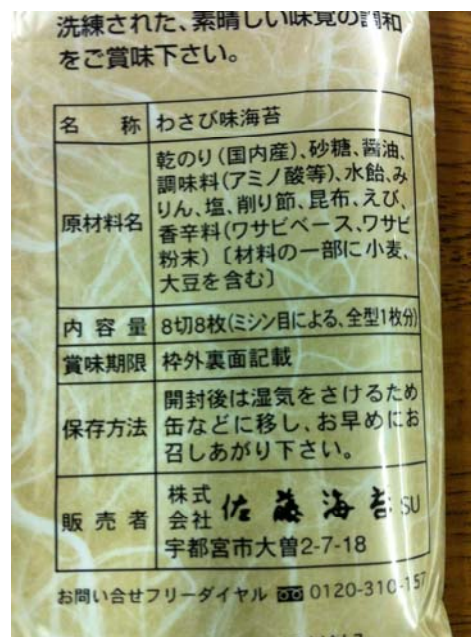 洗練された、素晴しい味覚の調和
をご賞味下さい。
名 称 わさび味海苔
原材料名 乾のり(国内産)、砂糖、醤油、
調味料(アミノ酸等)、水飴、み
りん、塩、削り節、昆布、えび、
香辛料(ワサビベース、ワサビ
粉末)〔材料の一部に小麦、
大豆を含む〕
内容量 8切8枚(ミシン目による、全型1枚分)
賞味期限 枠外裏面記載
保存方法 開封後は湿気をさけるため
缶などに移し、お早めにお
召しあがり下さい。
販売者 株式会社 佐藤海苔 SU
宇都宮市大曽2-7-18
お問い合せフリーダイヤル 0120-310-157